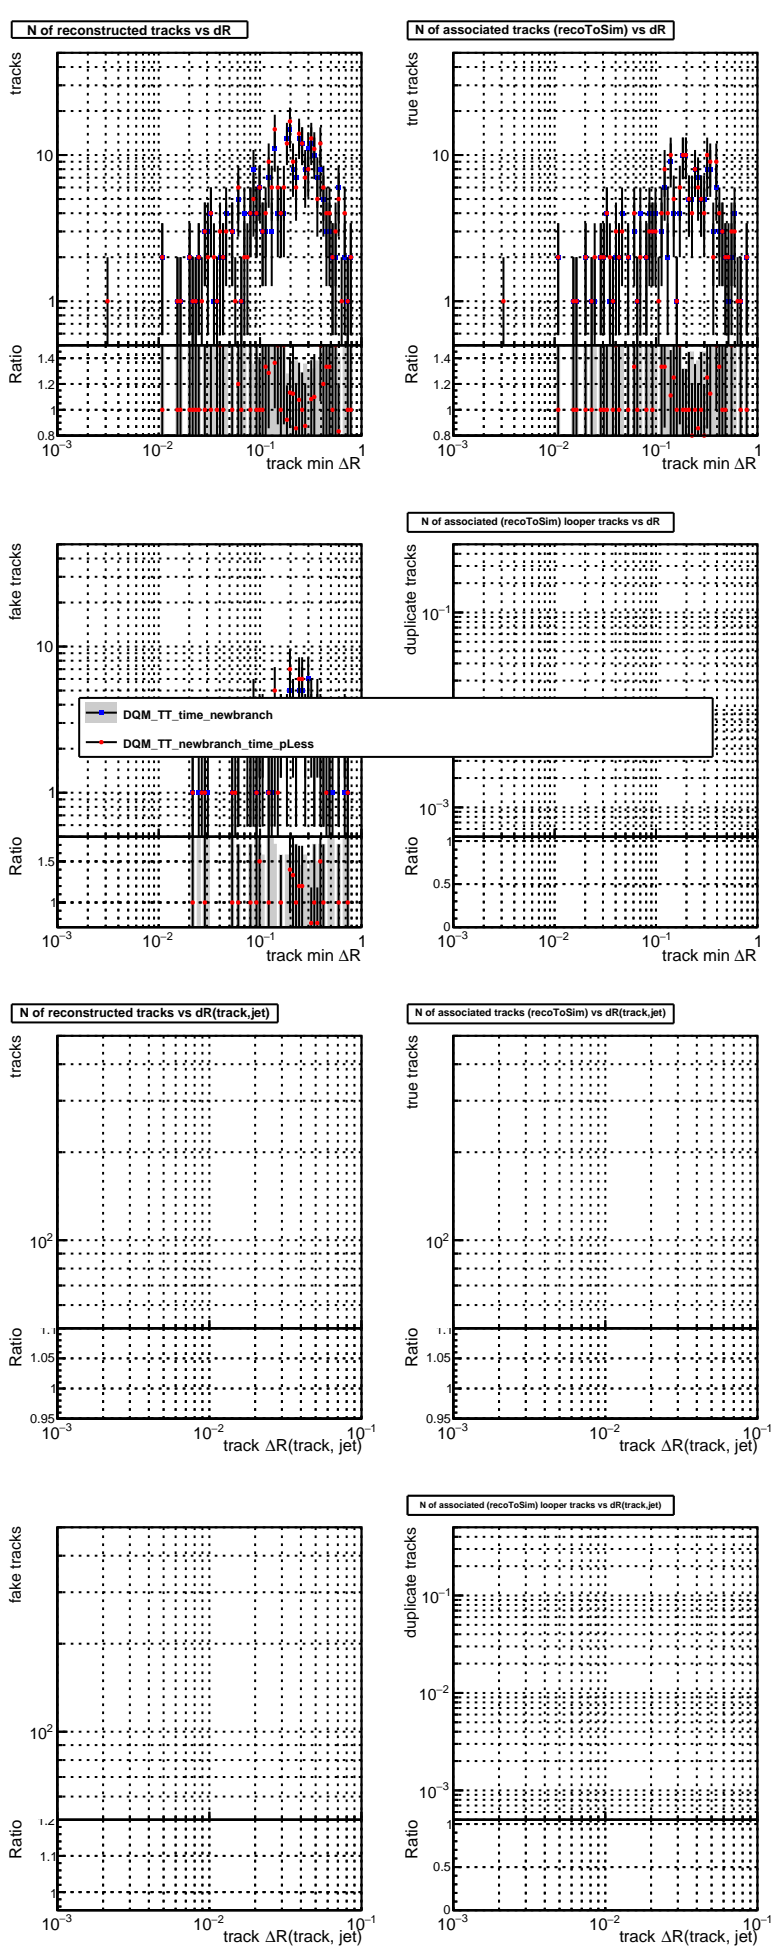 N of reconstructed tracks vs dR
tracks
10
1
Ratio
1.4
1.2
1
0.8
10−3 10−2 10−1 1
track min ΔR
N of associated tracks (recoToSim) vs dR
true tracks
10
1
Ratio
1.4
1.2
1
0.8
10−3 10−2 10−1 1
track min ΔR
fake tracks
10
1
Ratio
1.5
1
10−3 10−2 10−1 1
track min ΔR
N of associated (recoToSim) looper tracks vs dR
duplicate tracks
10−1
10−3
Ratio
1
0.5
0
10−3 10−2 10−1 1
track min ΔR
DQM_TT_time_newbranch
DQM_TT_newbranch_time_pLess
N of reconstructed tracks vs dR(track,jet)
tracks
102
Ratio
1.1
1.05
1
0.95
10−3 10−2 10−1
track ΔR(track, jet)
N of associated tracks (recoToSim) vs dR(track,jet)
true tracks
102
Ratio
1.1
1.05
1
0.95
10−3 10−2 10−1
track ΔR(track, jet)
fake tracks
102
Ratio
1.2
1.1
1
10−3 10−2 10−1
track ΔR(track, jet)
N of associated (recoToSim) looper tracks vs dR(track,jet)
duplicate tracks
10−1
10−2
10−3
Ratio
1
0.5
0
10−3 10−2 10−1
track ΔR(track, jet)